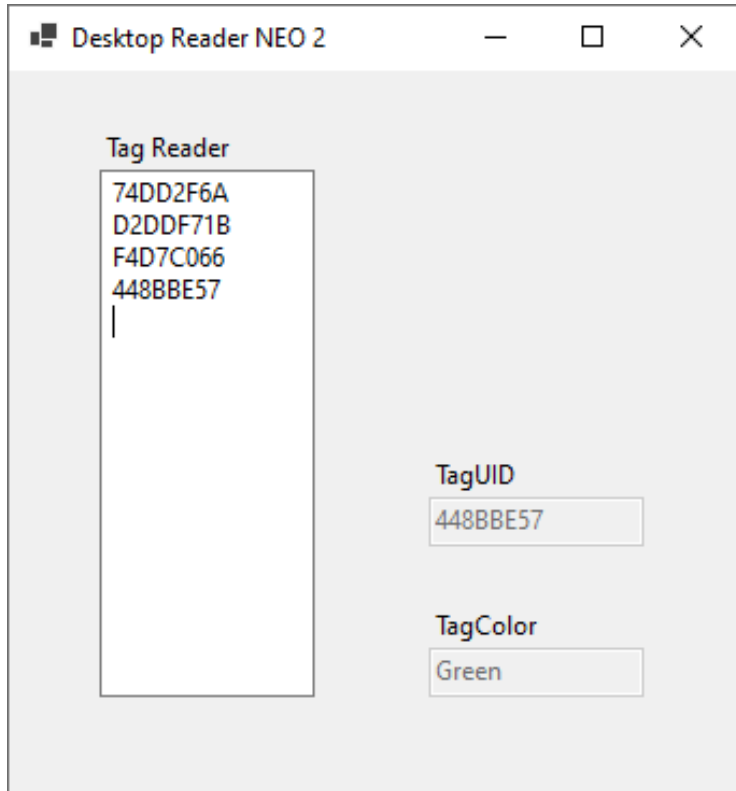 Desktop Reader NEO 2
Tag Reader
74DD2F6A
D2DDF71B
F4D7C066
448BBE57
TagUID
448BBE57
TagColor
Green